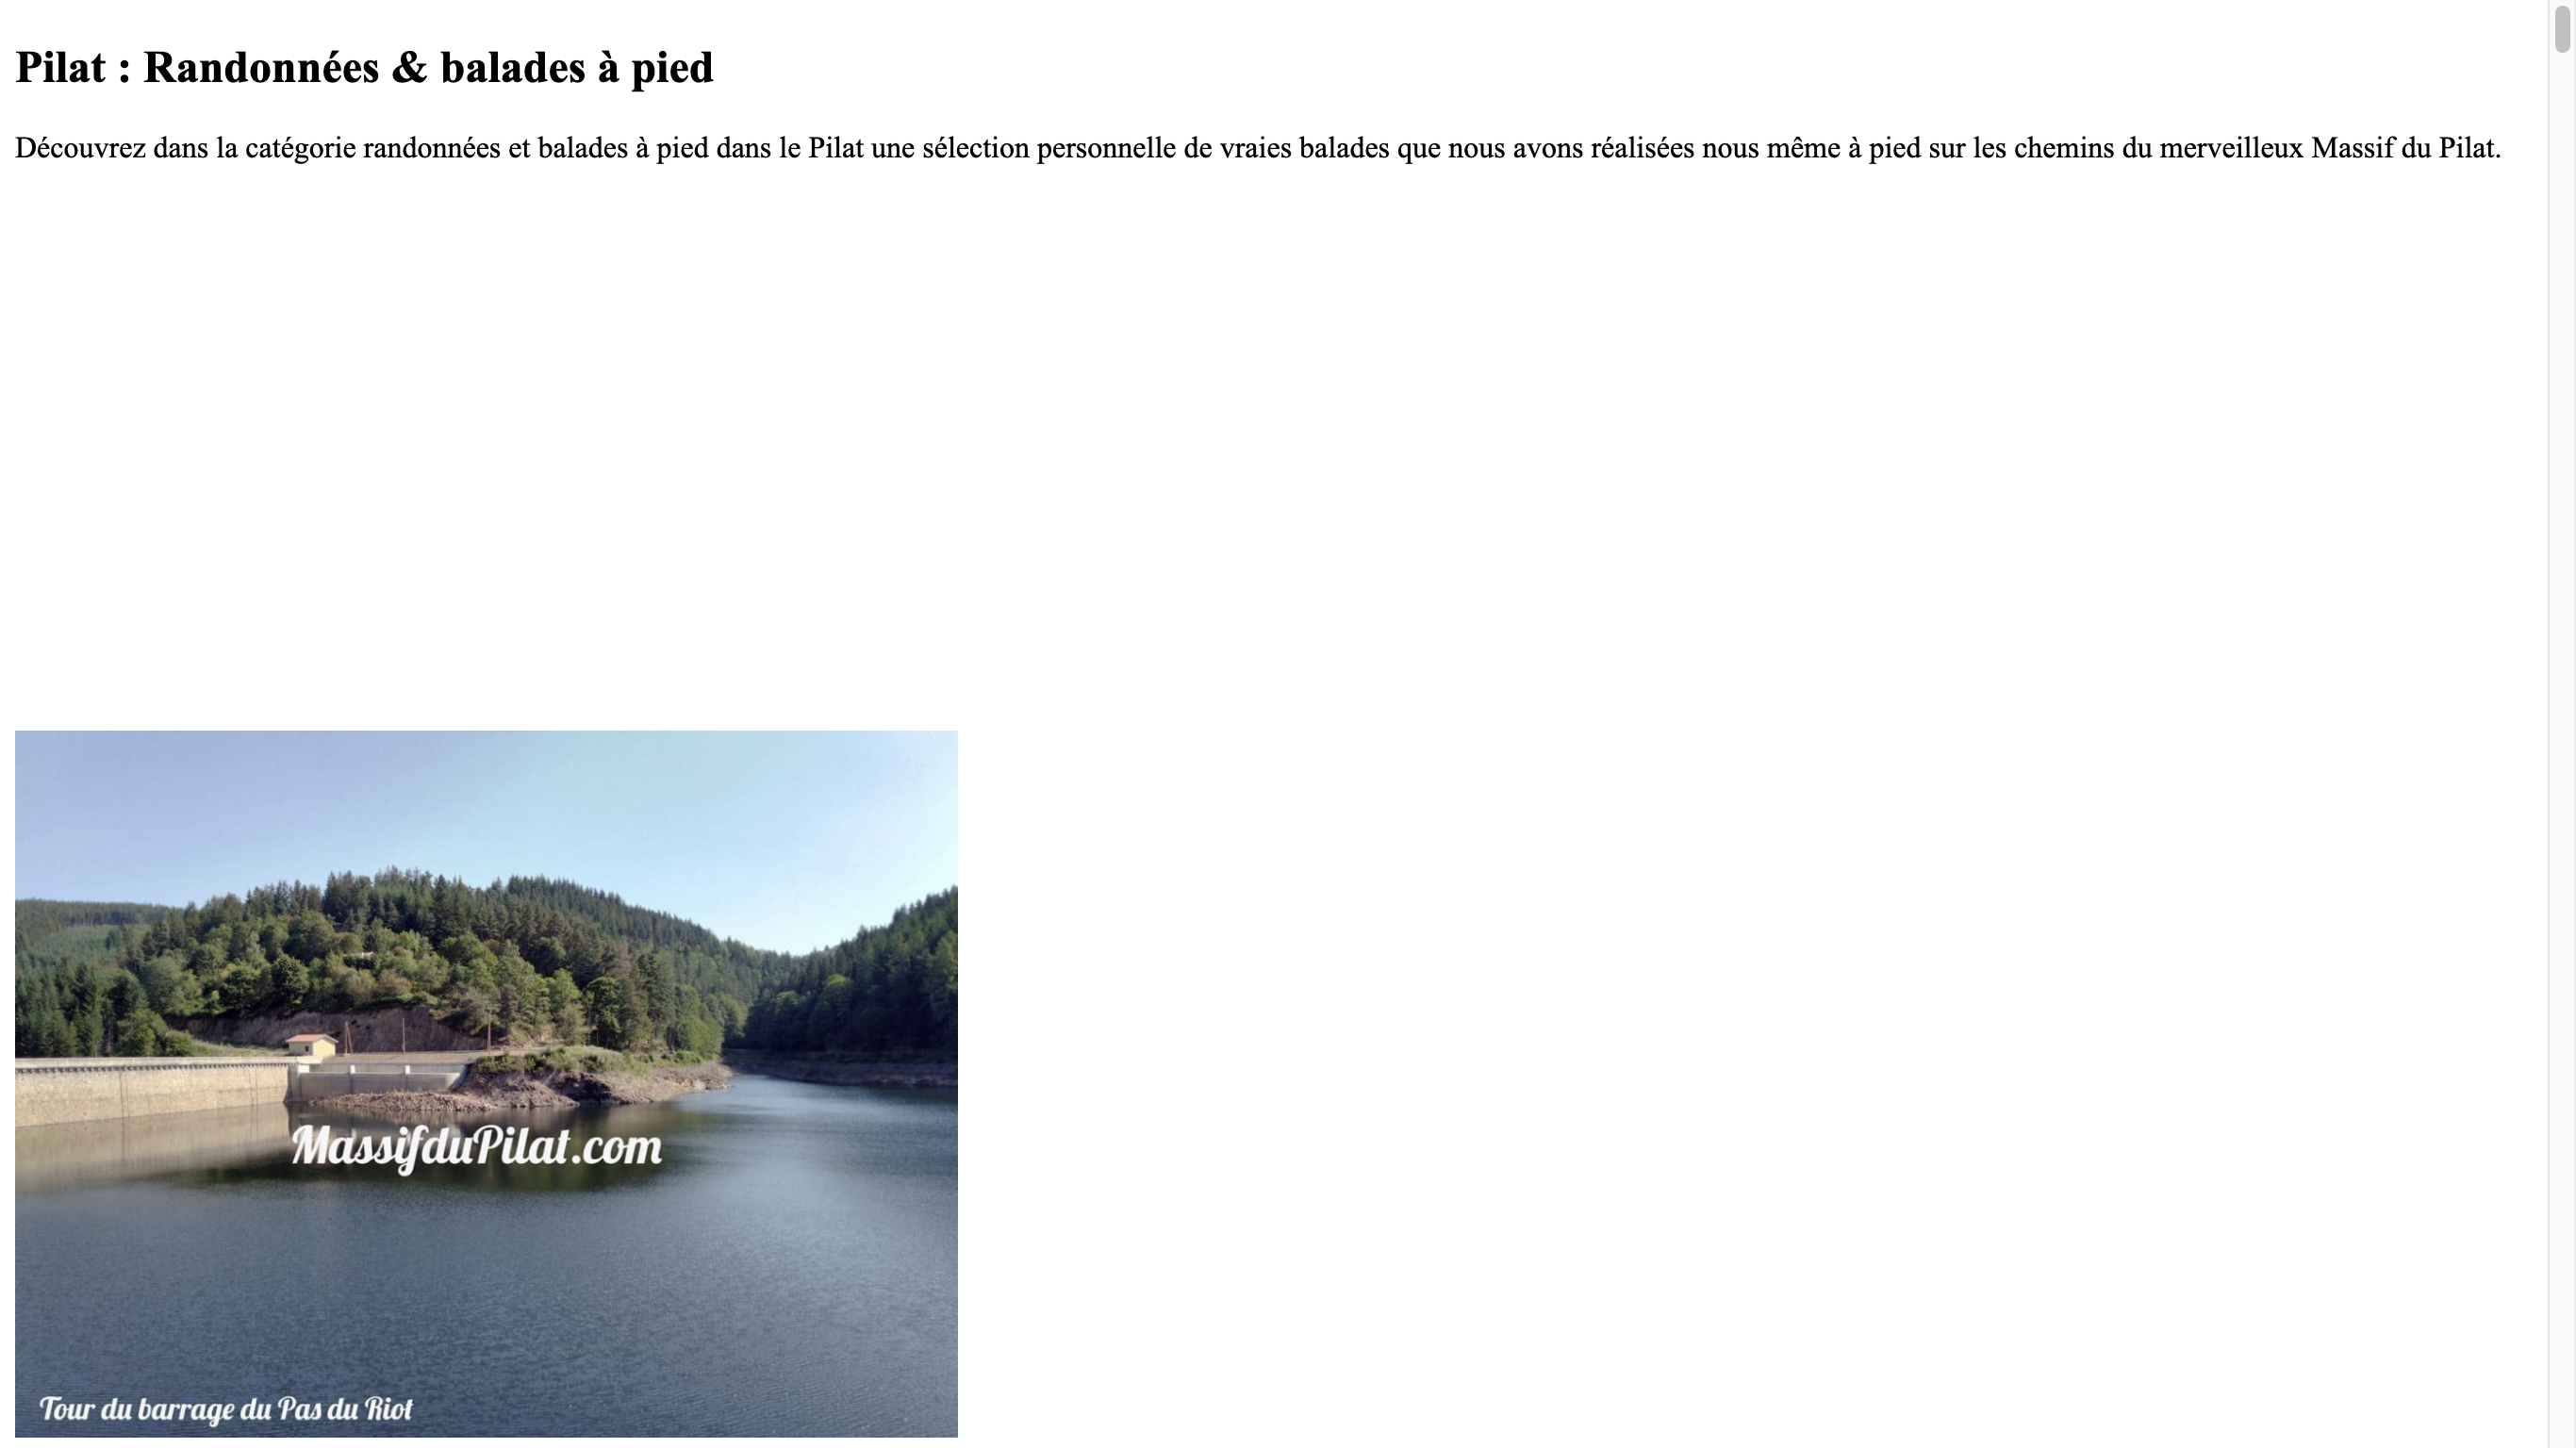 Pilat : Randonnées & balades à pied
Découvrez dans la catégorie randonnées et balades à pied dans le Pilat une sélection personnelle de vraies balades que nous avons réalisées nous même à pied sur les chemins du merveilleux Massif du Pilat.
MassifduPilat.com
Tour du barrage du Pas du Riot